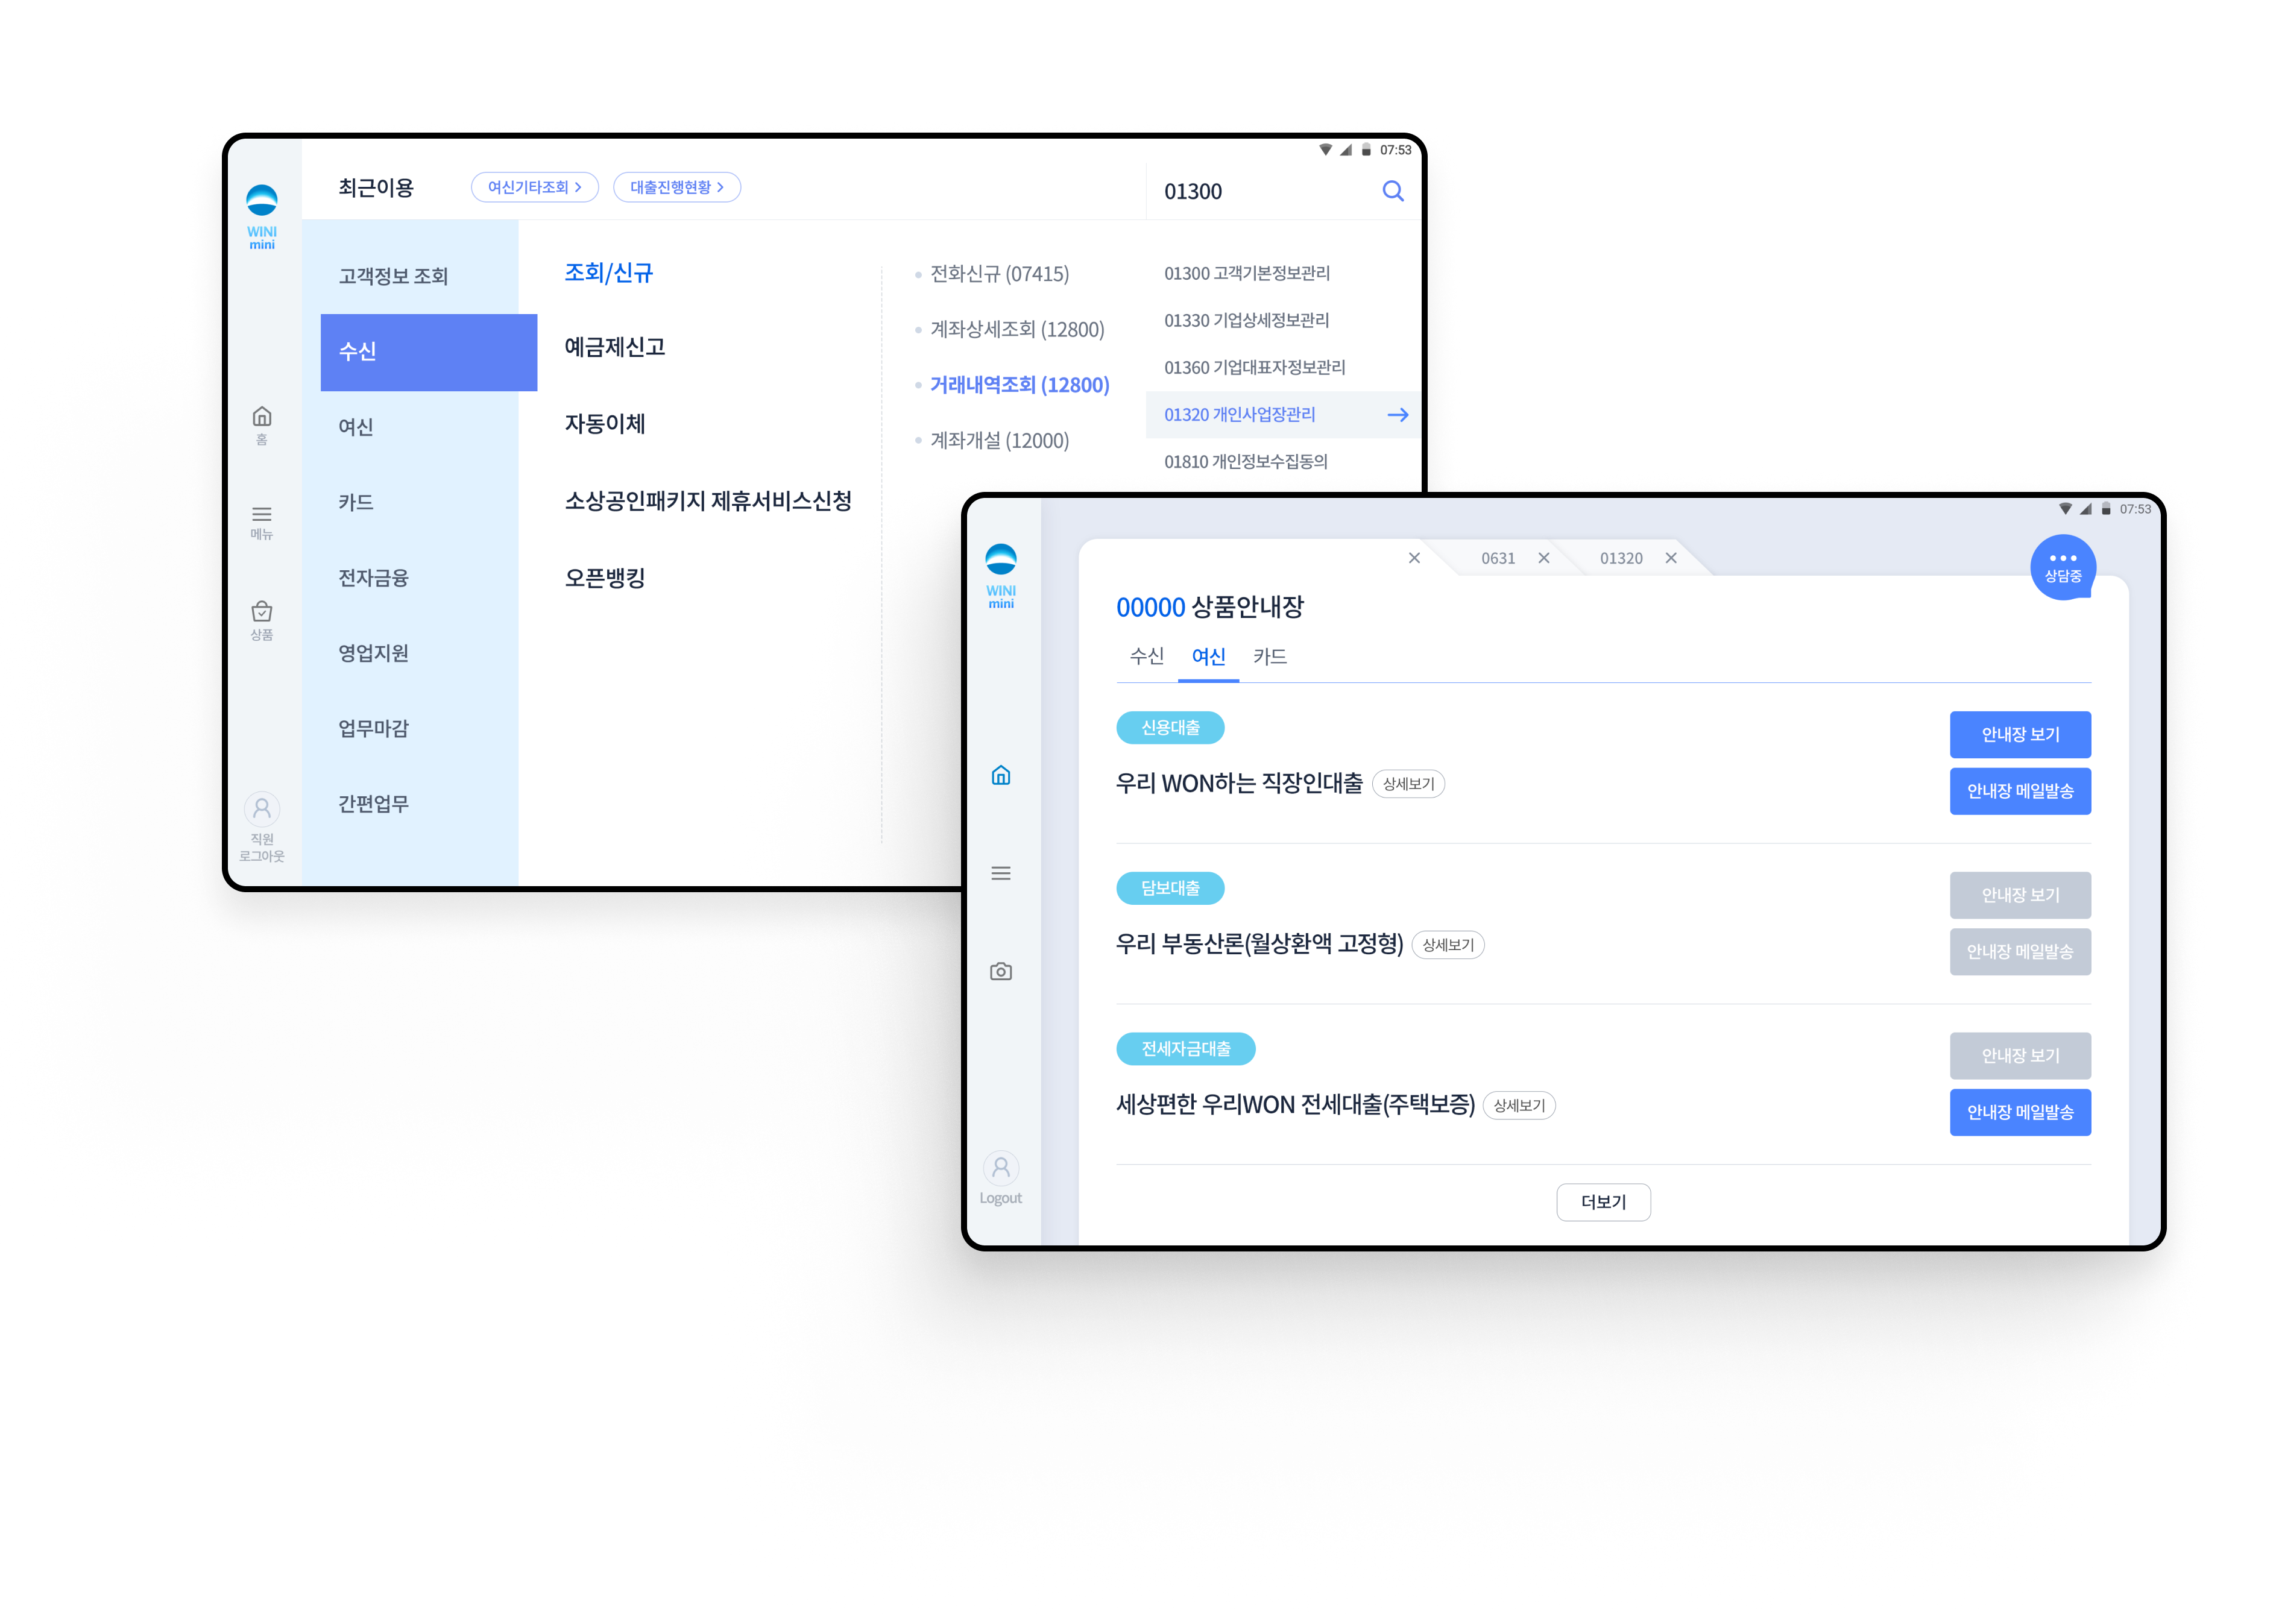 07:53
WINI
mini
홈
메뉴
상품
직원
로그아웃
최근이용
여신기타조회
대출진행현황
01300
고객정보 조회
수신
여신
카드
전자금융
영업지원
업무마감
간편업무
조회/신규
예금제신고
자동이체
소상공인패키지 제휴서비스신청
오픈뱅킹
전화신규 (07415)
계좌상세조회 (12800)
거래내역조회 (12800)
계좌개설 (12000)
01300 고객기본정보관리
01330 기업상세정보관리
01360 기업대표자정보관리
01320 개인사업장관리
01810 개인정보수집동의
07:53
WINI
mini
Logout
0631
01320
상담중
00000 상품안내장
수신 여신 카드
신용대출
우리 WON하는 직장인대출 상세보기
안내장 보기
안내장 메일발송
담보대출
우리 부동산론(월상환액 고정형) 상세보기
안내장 보기
안내장 메일발송
전세자금대출
세상편한 우리WON 전세대출(주택보증) 상세보기
안내장 보기
안내장 메일발송
더보기